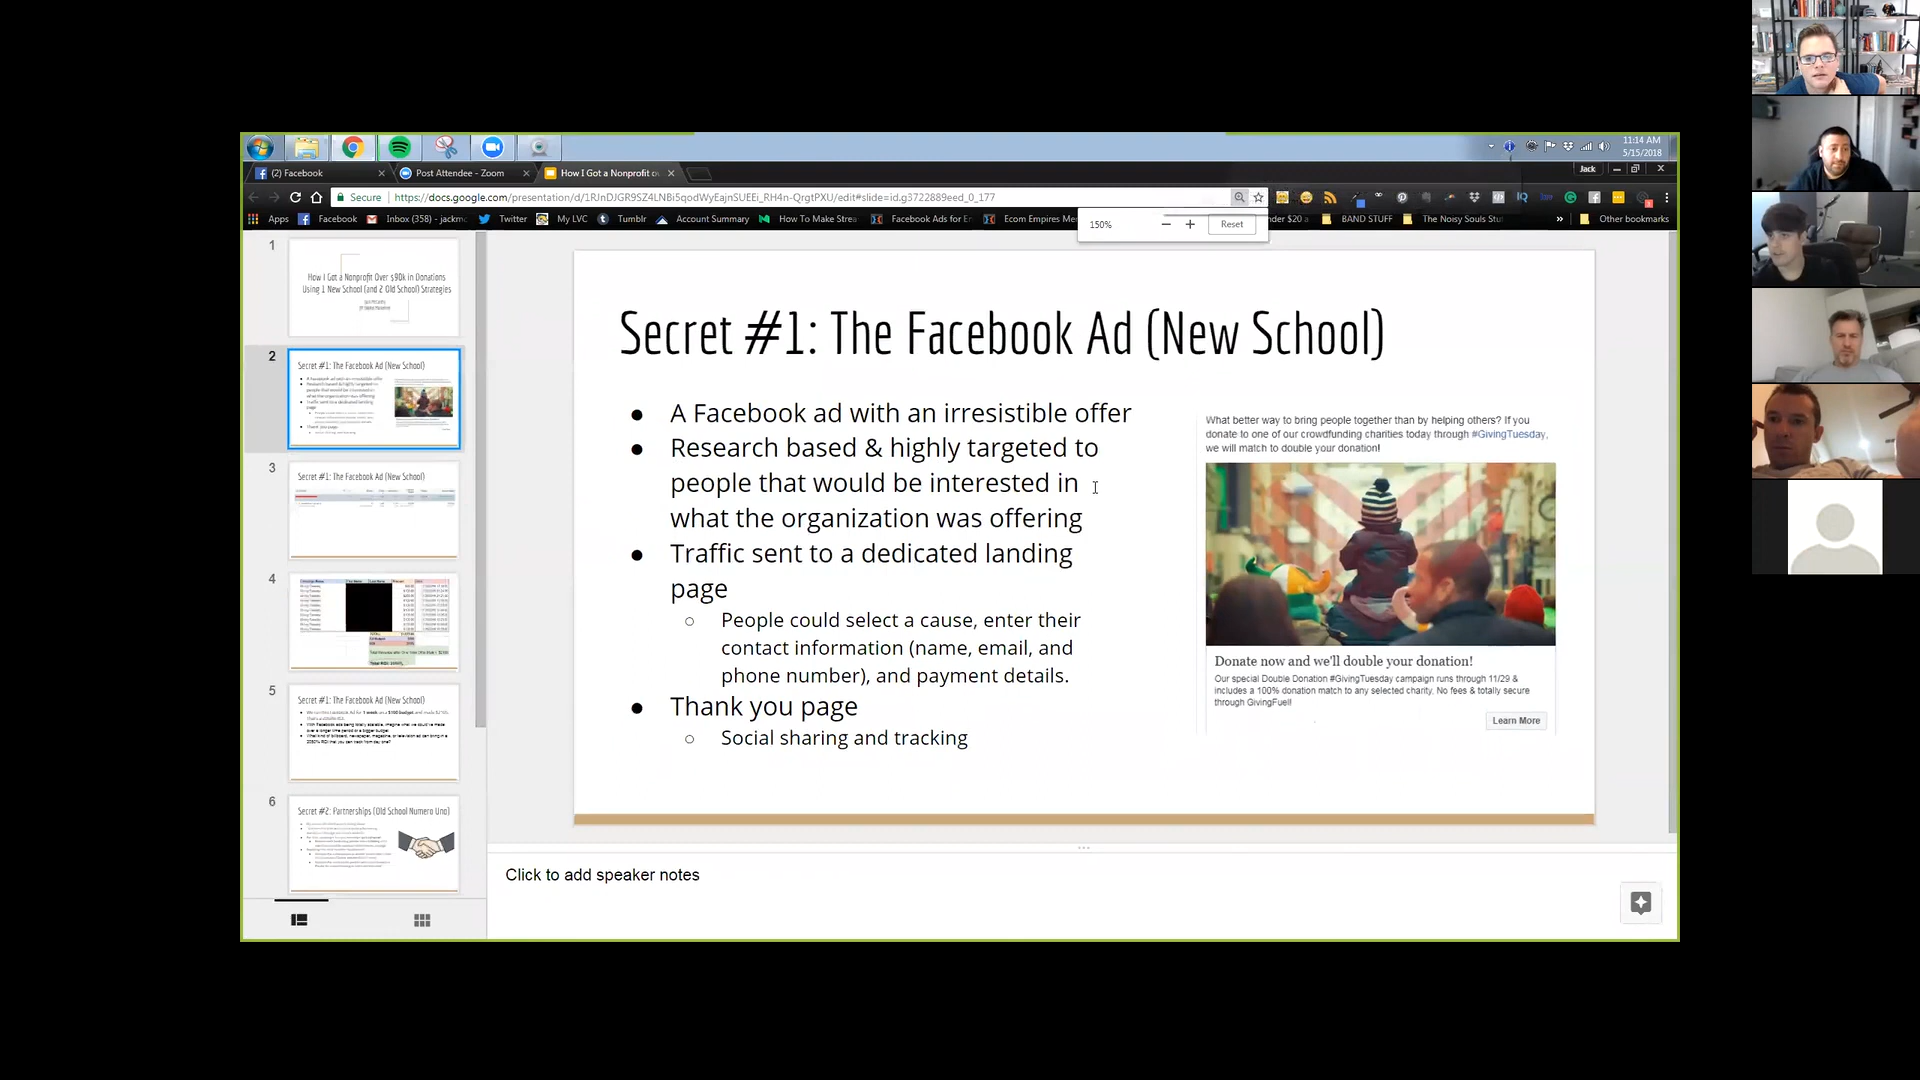 11:14 AM
5/15/2018
(2) Facebook
Post Attendee - Zoom
How I Got a Nonprofit o
Jack
Secure
https://docs.google.com/presentation/d/1RJnDJGR9SZ4LNBi5qodWyEajnSUEEi_RH4n-QrgtPXU/edit#slide=id.g3722889eed_0_177
Apps
Facebook
Inbox (358) - jackm
Twitter
My LVC
Tumblr
Account Summary
How To Make Strea
Facebook Ads for E
Ecom Empires Me
nder $20 a
BAND STUFF
The Noisy Souls Stu
Other bookmarks
150%
Reset
1
How I Got a Nonprofit Over $90k in Donations
Using 1 New School (and 2 Old School) Strategies
2
Secret #1: The Facebook Ad (New School)
3
Secret #1: The Facebook Ad (New School)
4
5
Secret #1: The Facebook Ad (New School)
6
Secret #2: Partnerships (Old School Numero Uno)
Secret #1: The Facebook Ad (New School)
● A Facebook ad with an irresistible offer
● Research based & highly targeted to
people that would be interested in
what the organization was offering
● Traffic sent to a dedicated landing
page
○ People could select a cause, enter their
contact information (name, email, and
phone number), and payment details.
● Thank you page
○ Social sharing and tracking
What better way to bring people together than by helping others? If you
donate to one of our crowdfunding charities today through #GivingTuesday,
we will match to double your donation!
Donate now and we'll double your donation!
Our special Double Donation #GivingTuesday campaign runs through 11/29 &
includes a 100% donation match to any selected charity. No fees & totally secure
through GivingFuel!
Learn More
Click to add speaker notes